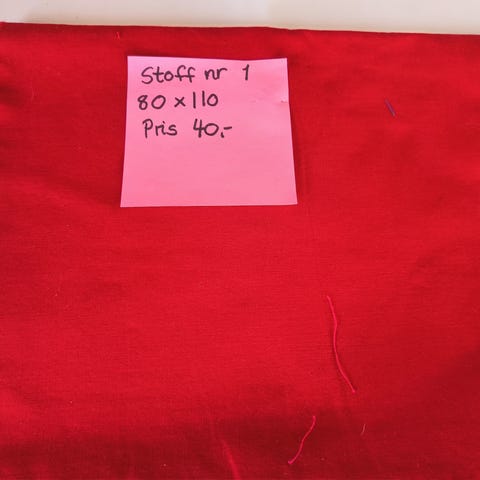 Stoff nr 1
80 x 110
Pris 40,-